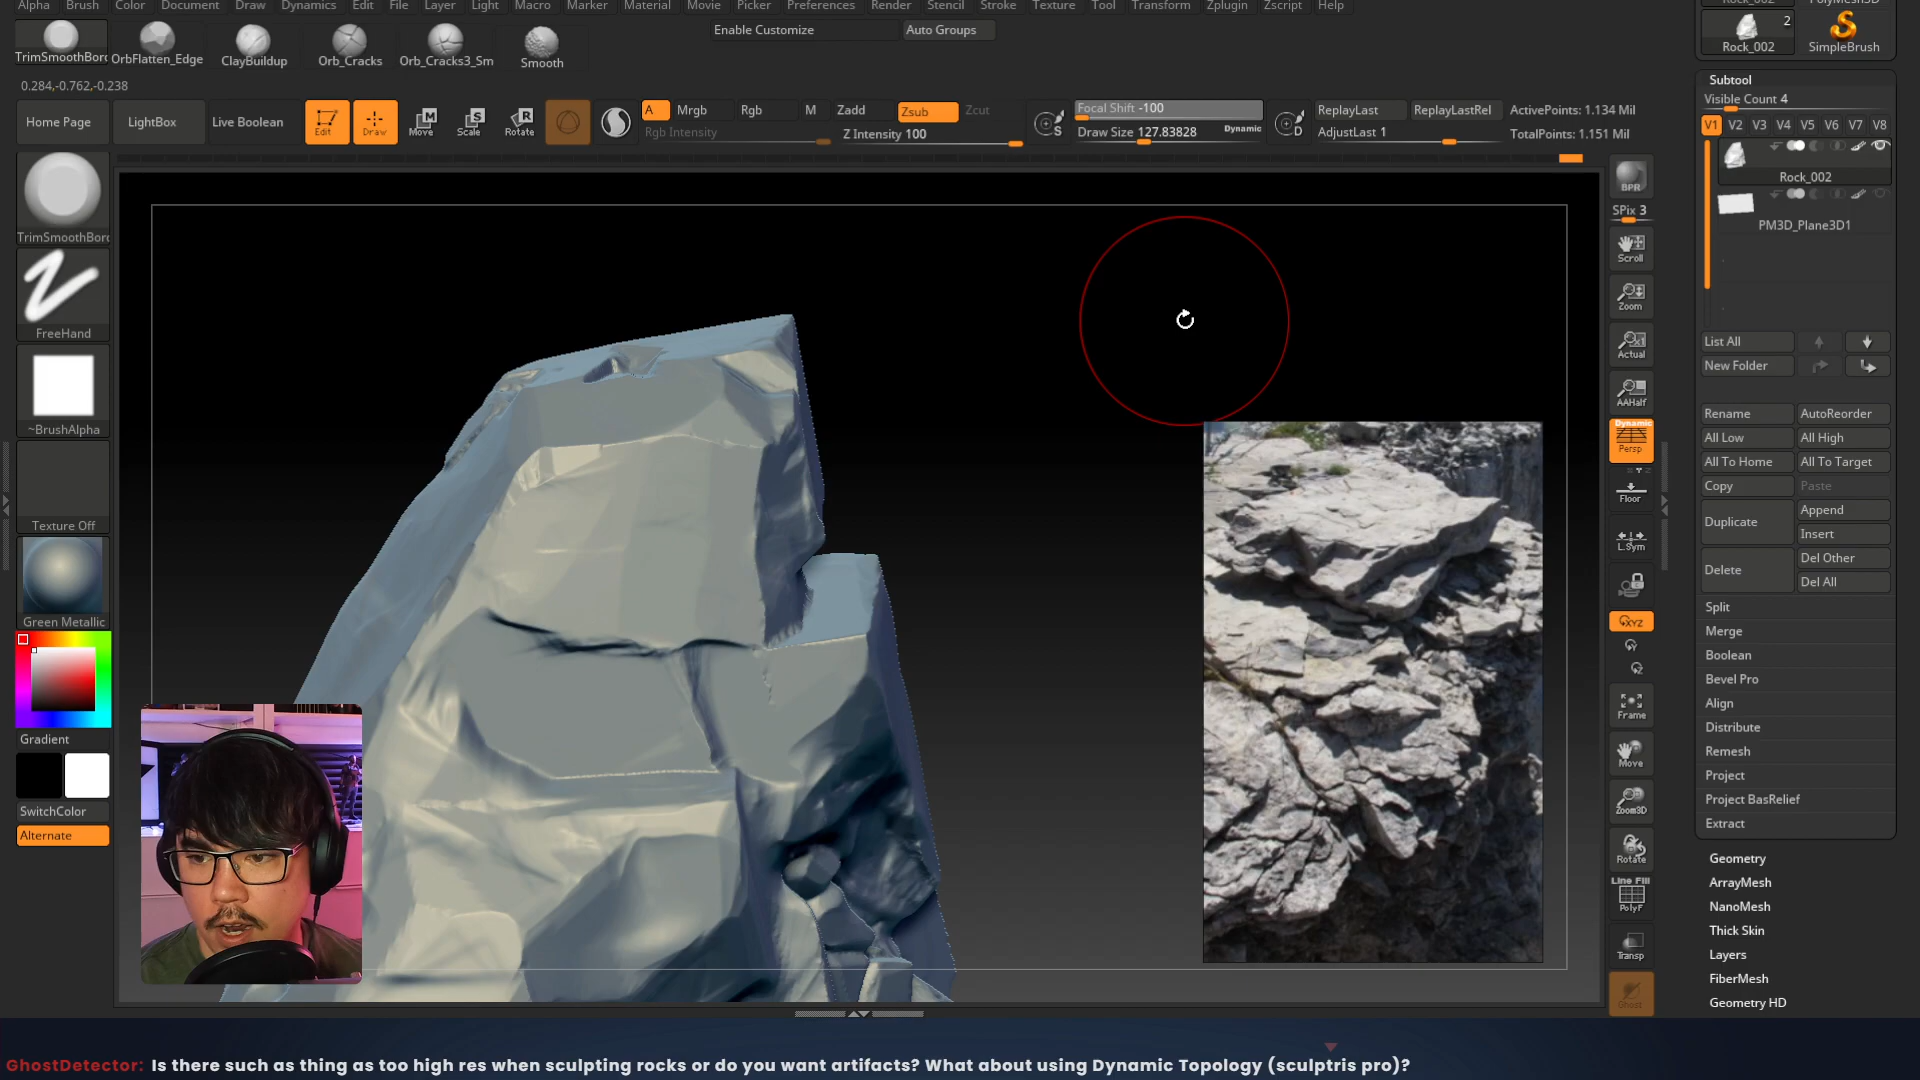 Alpha Brush Color Document Draw Dynamics Edit File Layer Light Macro Marker Material Movie Picker Preferences Render Stencil Stroke Texture Tool Transform Zplugin Zscript Help
TrimSmoothBord OrbFlatten_Edge ClayBuildup Orb_Cracks Orb_Cracks3_Sm Smooth
Enable Customize Auto Groups
Rock_002
2
Rock_002 SimpleBrush
0.284,-0.762,-0.238
Home Page LightBox Live Boolean Edit Draw Move Scale Rotate
A Mrgb Rgb M Zadd Zsub Zcut
Rgb Intensity Z Intensity 100
Focal Shift -100
Draw Size 127.83828 Dynamic
S D
ReplayLast ReplayLastRel ActivePoints: 1.134 Mil
AdjustLast 1 TotalPoints: 1.151 Mil
TrimSmoothBord
FreeHand
~BrushAlpha
Texture Off
Green Metallic
Gradient
SwitchColor
Alternate
BPR
SPix 3
Scroll
Zoom
Actual
AAHalf
Dynamic
Persp
Floor
L.Sym
XYZ
Frame
Move
Zoom3D
Rotate
Line Fill
PolyF
Transp
Ghost
Subtool
Visible Count 4
V1 V2 V3 V4 V5 V6 V7 V8
Rock_002
PM3D_Plane3D1
List All
New Folder
Rename AutoReorder
All Low All High
All To Home All To Target
Copy Paste
Duplicate Append
Insert
Delete Del Other
Del All
Split
Merge
Boolean
Bevel Pro
Align
Distribute
Remesh
Project
Project BasRelief
Extract
Geometry
ArrayMesh
NanoMesh
Thick Skin
Layers
FiberMesh
Geometry HD
GhostDetector: Is there such as thing as too high res when sculpting rocks or do you want artifacts? What about using Dynamic Topology (sculptris pro)?